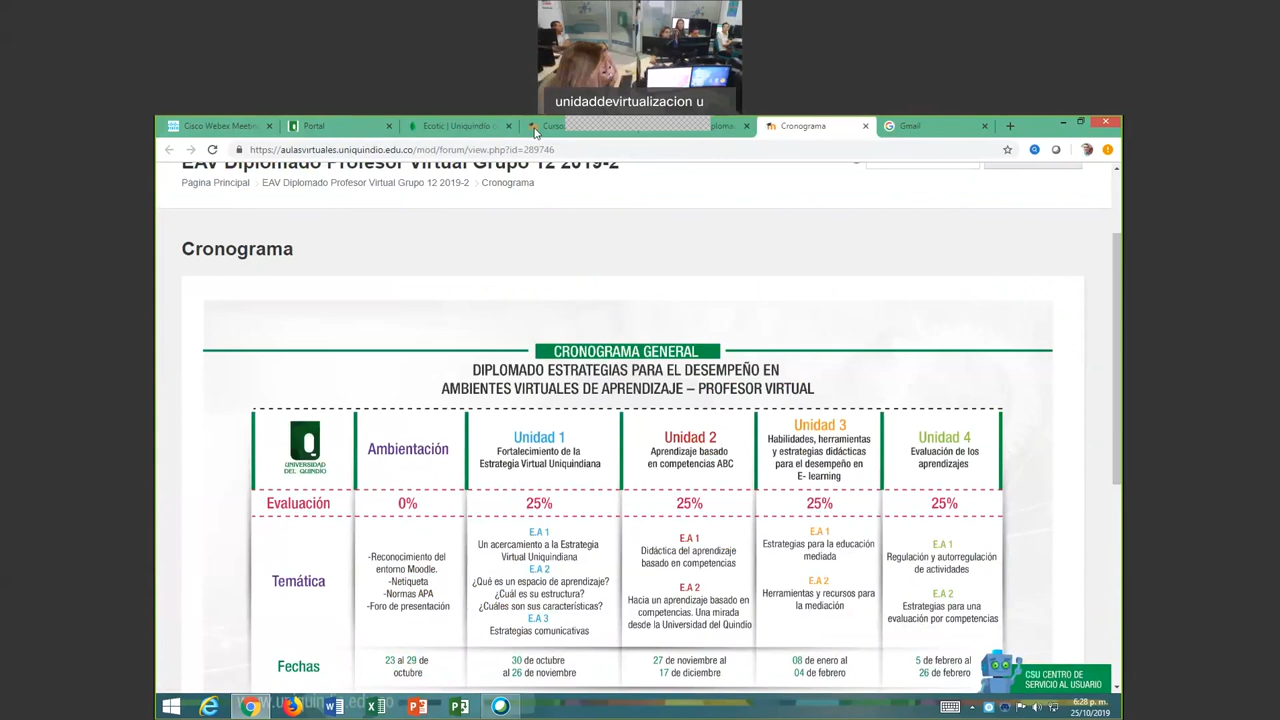 unidaddevirtualizacion u
Cisco Webex Meetin
Portal
Ecotic | Uniquindío
Curso
diploma
Cronograma
Gmail
https://aulasvirtuales.uniquindio.edu.co/mod/forum/view.php?id=289746
EAV Diplomado Profesor Virtual Grupo 12 2019-2
Página Principal
EAV Diplomado Profesor Virtual Grupo 12 2019-2
Cronograma
Cronograma
CRONOGRAMA GENERAL
DIPLOMADO ESTRATEGIAS PARA EL DESEMPEÑO EN
AMBIENTES VIRTUALES DE APRENDIZAJE – PROFESOR VIRTUAL
UNIVERSIDAD
DEL QUINDÍO
Ambientación
Unidad 1
Fortalecimiento de la
Estrategia Virtual Uniquindiana
Unidad 2
Aprendizaje basado
en competencias ABC
Unidad 3
Habilidades, herramientas
y estrategias didácticas
para el desempeño en
E- learning
Unidad 4
Evaluación de los
aprendizajes
Evaluación
0%
25%
25%
25%
25%
Temática
-Reconocimiento del
entorno Moodle.
-Netiqueta
-Normas APA
-Foro de presentación
E.A 1
Un acercamiento a la Estrategia
Virtual Uniquindiana
E.A 2
¿Qué es un espacio de aprendizaje?
¿Cuál es su estructura?
¿Cuáles son sus características?
E.A 3
Estrategias comunicativas
E.A 1
Didáctica del aprendizaje
basado en competencias
E.A 2
Hacia un aprendizaje basado en
competencias. Una mirada
desde la Universidad del Quindío
E.A 1
Estrategias para la educación
mediada
E.A 2
Herramientas y recursos para
la mediación
E.A 1
Regulación y autorregulación
de actividades
E.A 2
Estrategias para una
evaluación por competencias
Fechas
23 al 29 de
octubre
30 de octubre
al 26 de noviembre
27 de noviembre al
17 de diciembre
08 de enero al
04 de febrero
5 de febrero al
26 de febrero
CSU CENTRO DE
SERVICIO AL USUARIO
www.uniquindio.edu.co
6:28 p. m.
25/10/2019